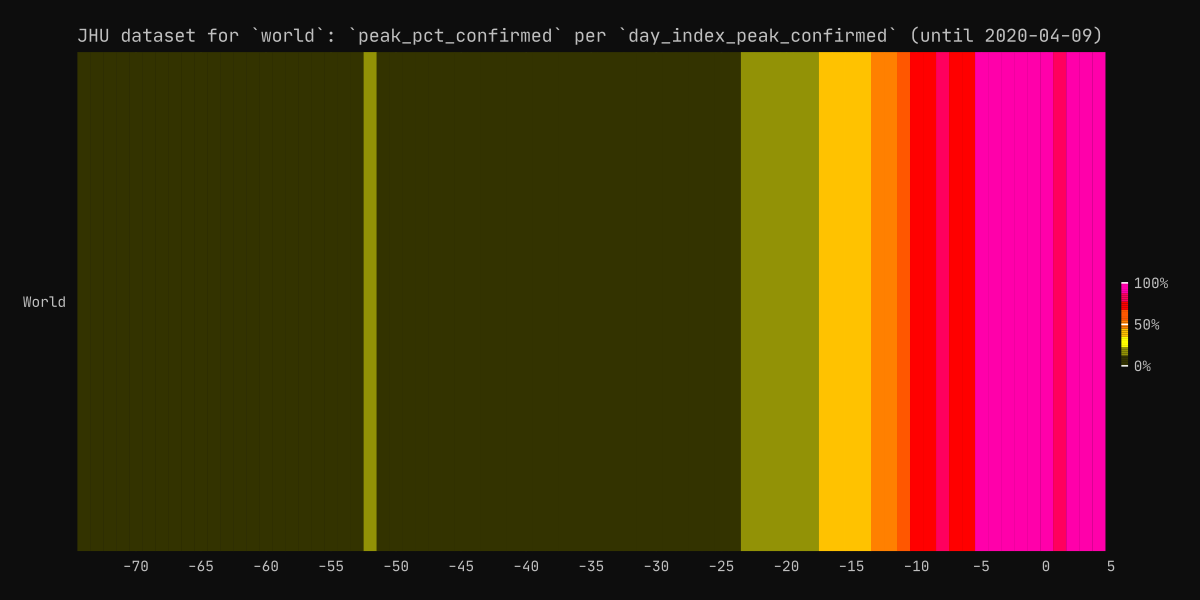 JHU dataset for `world`: `peak_pct_confirmed` per `day_index_peak_confirmed` (until 2020-04-09)
100%
World
50%
0%
-70 -65 -60 -55 -50 -45 -40 -35 -30 -25 -20 -15 -10 -5 0 5